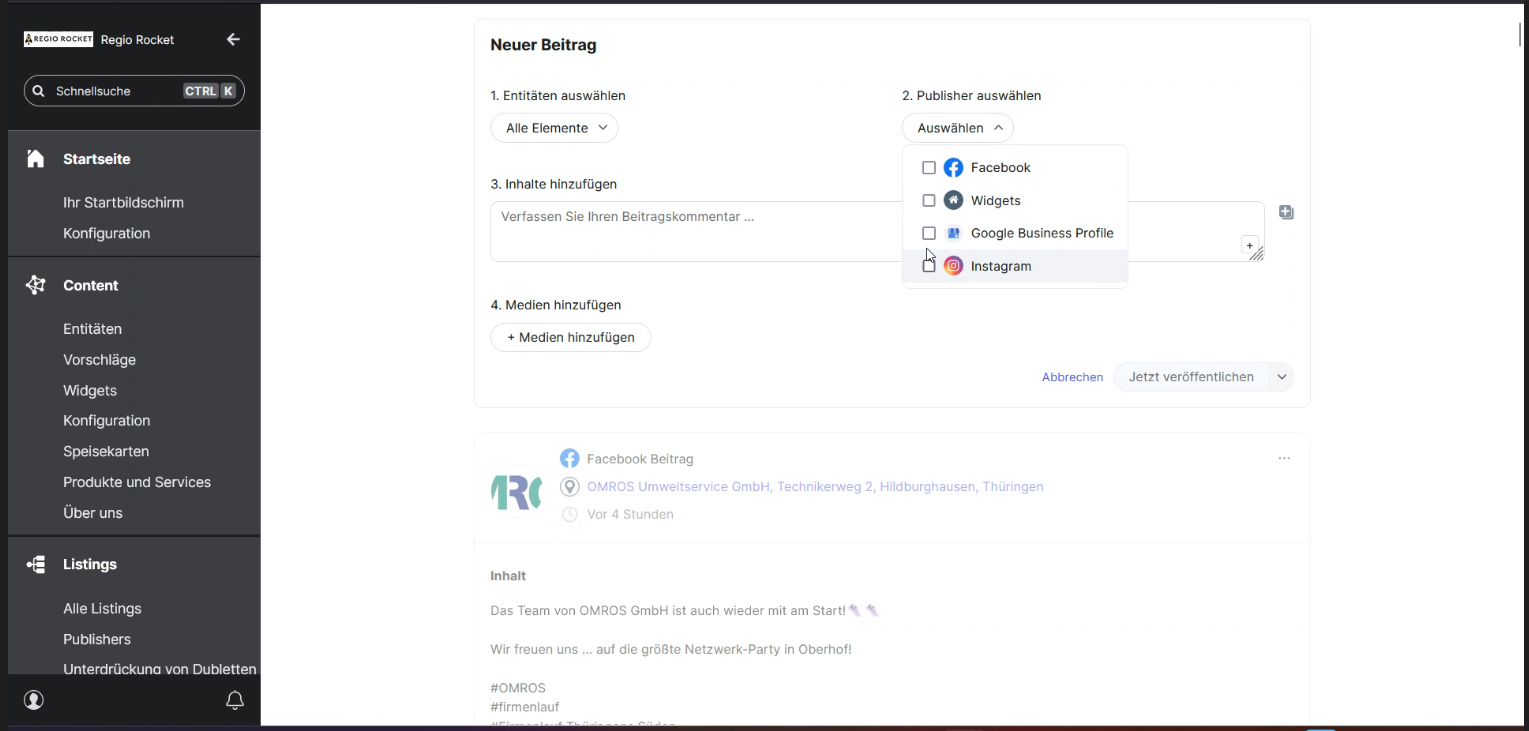 REGIO ROCKET
Regio Rocket
Schnellsuche
CTRL K
Startseite
Ihr Startbildschirm
Konfiguration
Content
Entitäten
Vorschläge
Widgets
Konfiguration
Speisekarten
Produkte und Services
Über uns
Listings
Alle Listings
Publishers
Unterdrückung von Dubletten
Neuer Beitrag
1. Entitäten auswählen
Alle Elemente
2. Publisher auswählen
Auswählen
Facebook
Widgets
Google Business Profile
Instagram
3. Inhalte hinzufügen
Verfassen Sie Ihren Beitragskommentar ...
+
4. Medien hinzufügen
+ Medien hinzufügen
Abbrechen
Jetzt veröffentlichen
Facebook Beitrag
OMROS Umweltservice GmbH, Technikerweg 2, Hildburghausen, Thüringen
Vor 4 Stunden
Inhalt
Das Team von OMROS GmbH ist auch wieder mit am Start!
Wir freuen uns ... auf die größte Netzwerk-Party in Oberhof!
#OMROS
#firmenlauf
#Firmenlauf Thüringens Süden